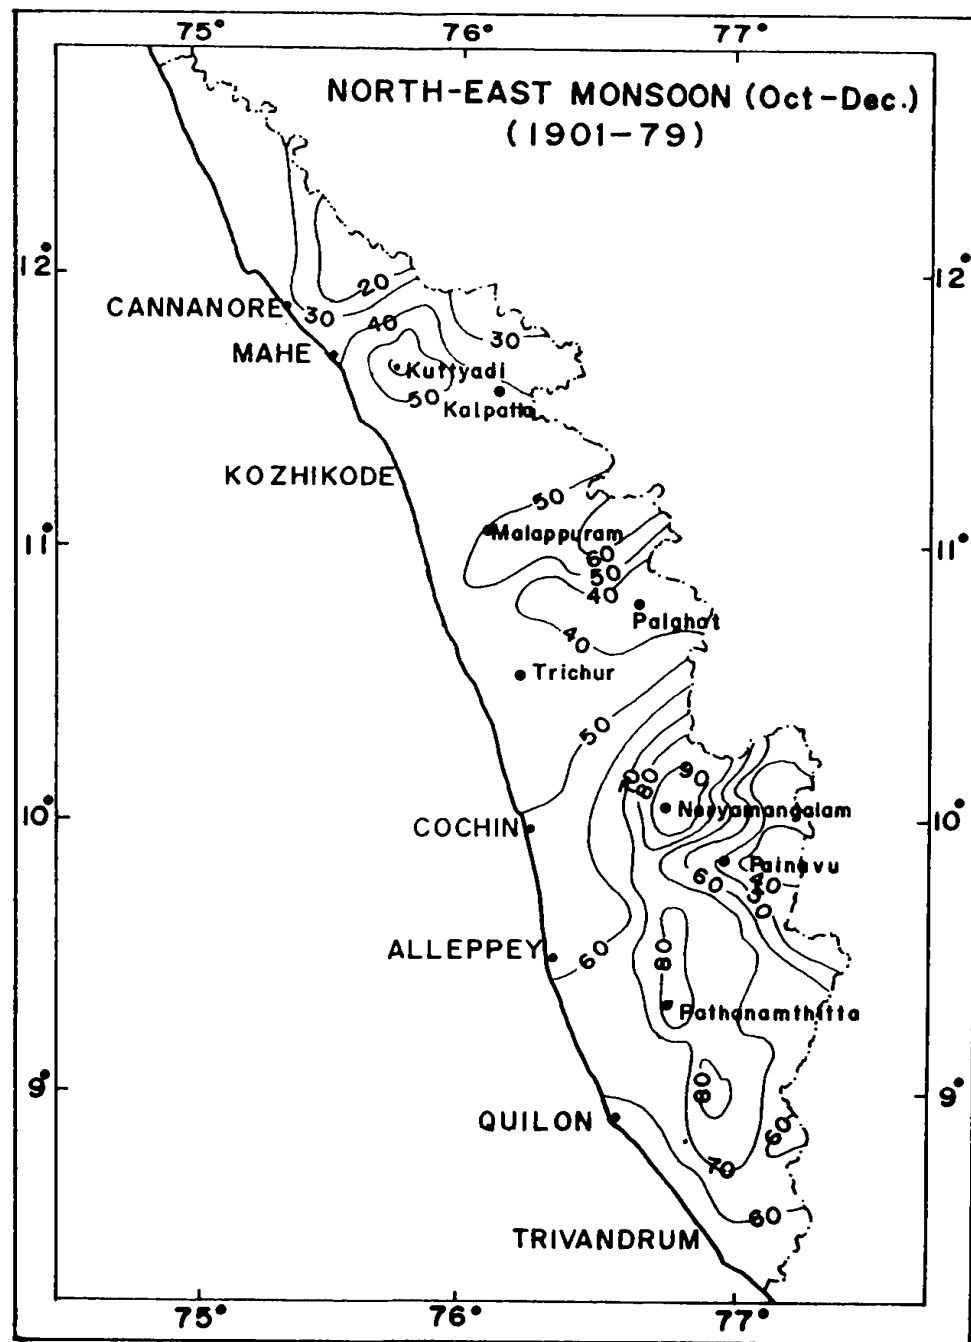 75° 76° 77°
NORTH-EAST MONSOON (Oct-Dec.)
(1901-79)
12° 12°
20
CANNANORE
30
40
30
MAHE
Kuttyadi
50
Kalpatta
KOZHIKODE
50
11° 11°
Malappuram
60
50
40
Palghat
40
Trichur
50
70
80
90
10° 10°
Neryamangalam
COCHIN
Painavu
60
40
ALLEPPEY
60
80
Pathanamthitta
9° 9°
80
QUILON
60
70
60
TRIVANDRUM
75° 76° 77°